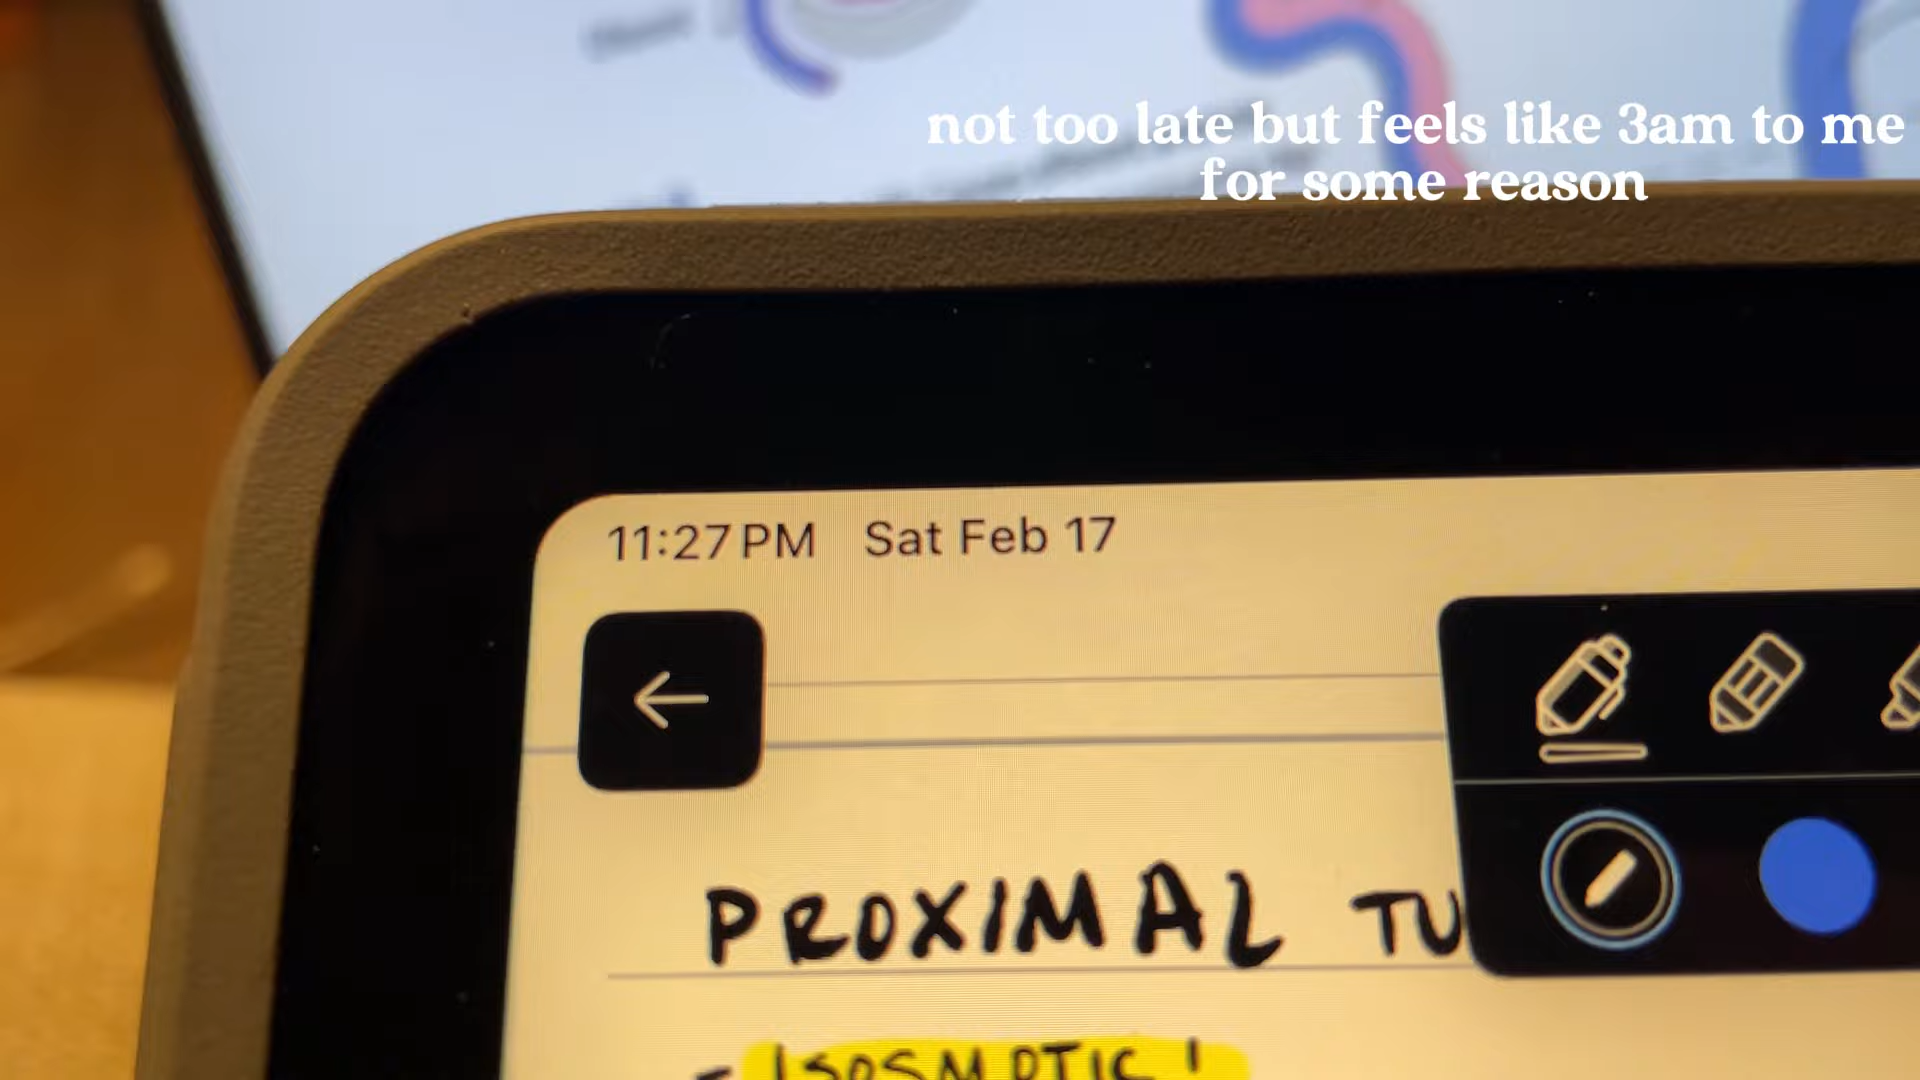 not too late but feels like 3am to me
for some reason
11:27 PM Sat Feb 17
PROXIMAL TU
- ISOSMOTIC'